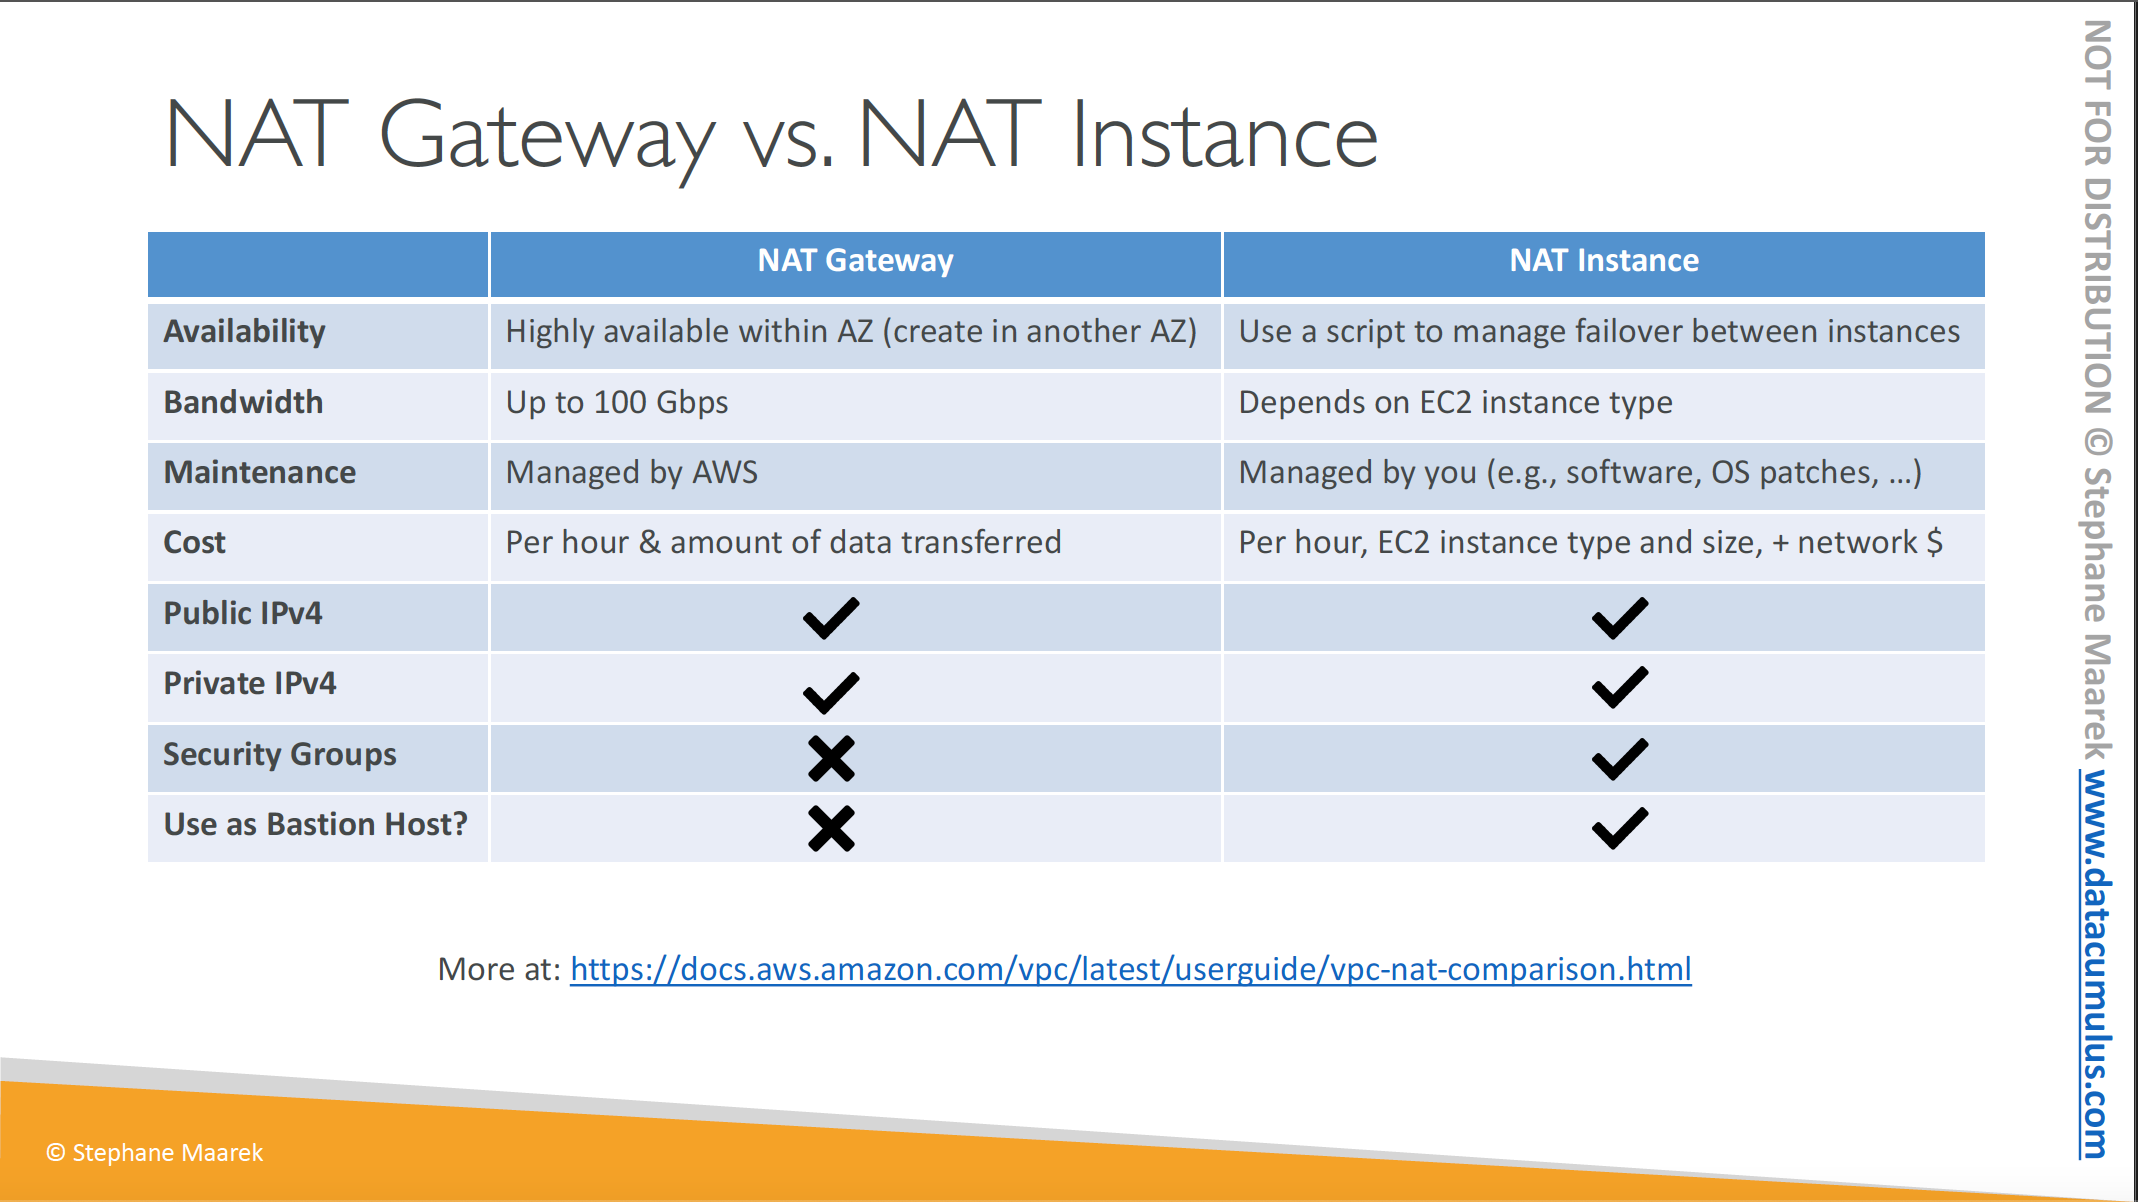 NAT Gateway vs. NAT Instance
NAT Gateway NAT Instance
Availability Highly available within AZ (create in another AZ) Use a script to manage failover between instances
Bandwidth Up to 100 Gbps Depends on EC2 instance type
Maintenance Managed by AWS Managed by you (e.g., software, OS patches, …)
Cost Per hour & amount of data transferred Per hour, EC2 instance type and size, + network $
Public IPv4 ✔ ✔
Private IPv4 ✔ ✔
Security Groups ✖ ✔
Use as Bastion Host? ✖ ✔
More at: https://docs.aws.amazon.com/vpc/latest/userguide/vpc-nat-comparison.html
© Stephane Maarek
NOT FOR DISTRIBUTION © Stephane Maarek www.datacumulus.com